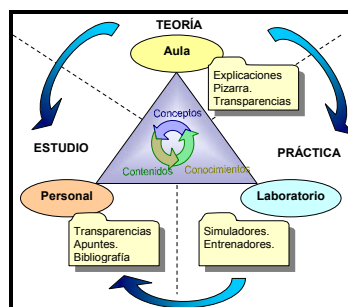 TEORÍA
Aula
Explicaciones
Pizarra.
Transparencias
Conceptos
ESTUDIO
PRÁCTICA
Contenidos
Conocimientos
Personal
Laboratorio
Transparencias
Apuntes.
Bibliografía
Simuladores.
Entrenadores.